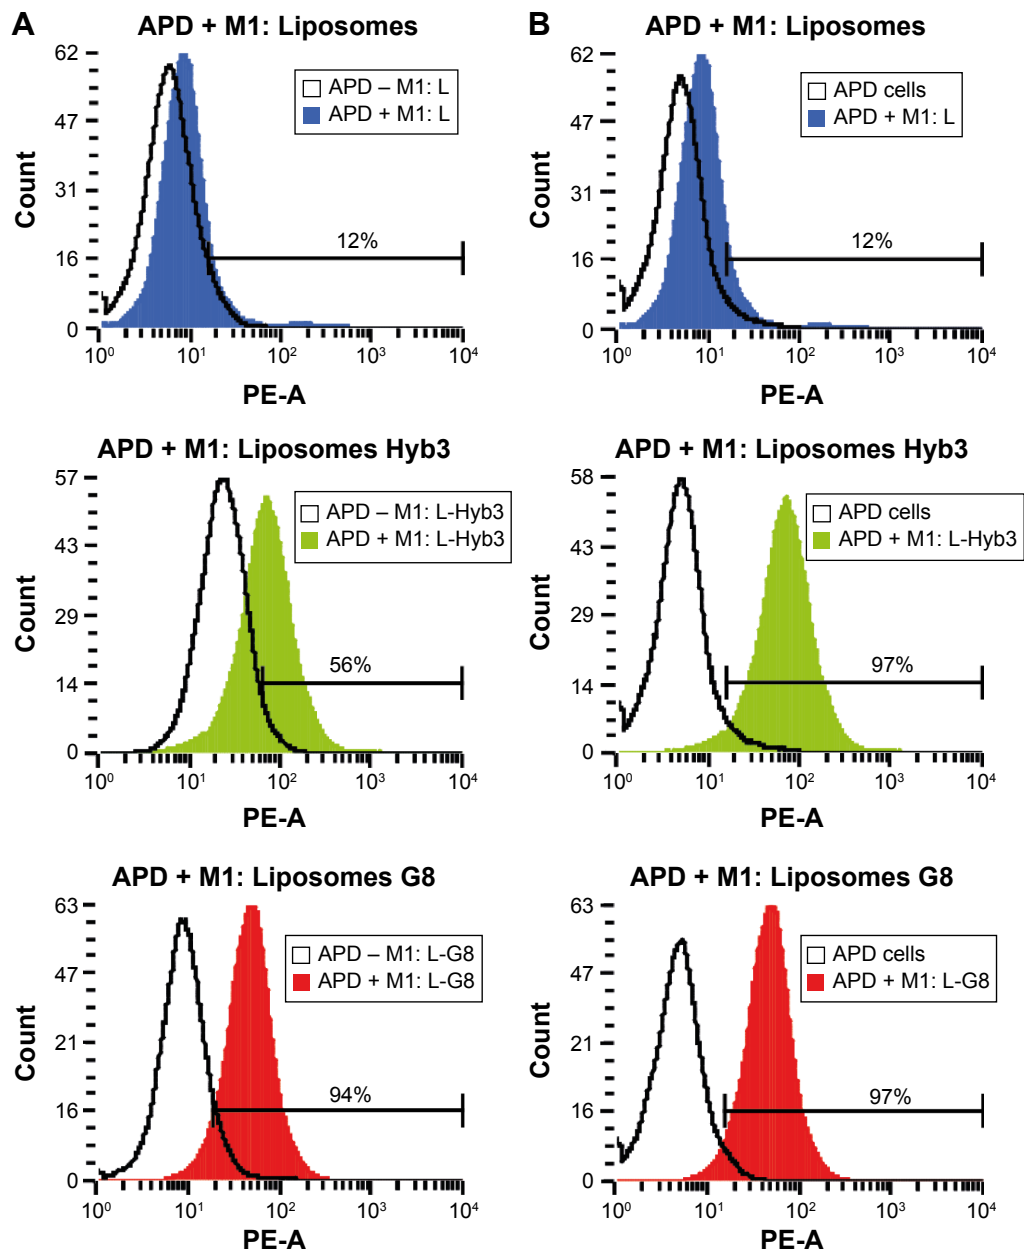 A
APD + M1: Liposomes
62
47
31
16
0
Count
APD – M1: L
APD + M1: L
12%
10⁰
10¹
10²
10³
10⁴
PE-A
B
APD + M1: Liposomes
62
47
31
16
0
Count
APD cells
APD + M1: L
12%
10⁰
10¹
10²
10³
10⁴
PE-A
APD + M1: Liposomes Hyb3
57
43
29
14
0
Count
APD – M1: L-Hyb3
APD + M1: L-Hyb3
56%
10⁰
10¹
10²
10³
10⁴
PE-A
APD + M1: Liposomes Hyb3
58
43
29
14
0
Count
APD cells
APD + M1: L-Hyb3
97%
10⁰
10¹
10²
10³
10⁴
PE-A
APD + M1: Liposomes G8
63
47
21
16
0
Count
APD – M1: L-G8
APD + M1: L-G8
94%
10⁰
10¹
10²
10³
10⁴
PE-A
APD + M1: Liposomes G8
63
47
21
16
0
Count
APD cells
APD + M1: L-G8
97%
10⁰
10¹
10²
10³
10⁴
PE-A